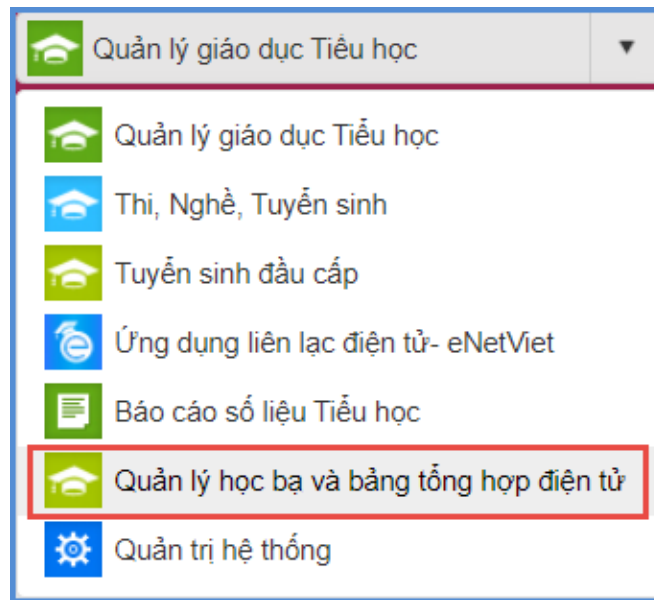 Quản lý giáo dục Tiểu học
Quản lý giáo dục Tiểu học
Thi, Nghề, Tuyển sinh
Tuyển sinh đầu cấp
Ứng dụng liên lạc điện tử- eNetViet
Báo cáo số liệu Tiểu học
Quản lý học bạ và bảng tổng hợp điện tử
Quản trị hệ thống